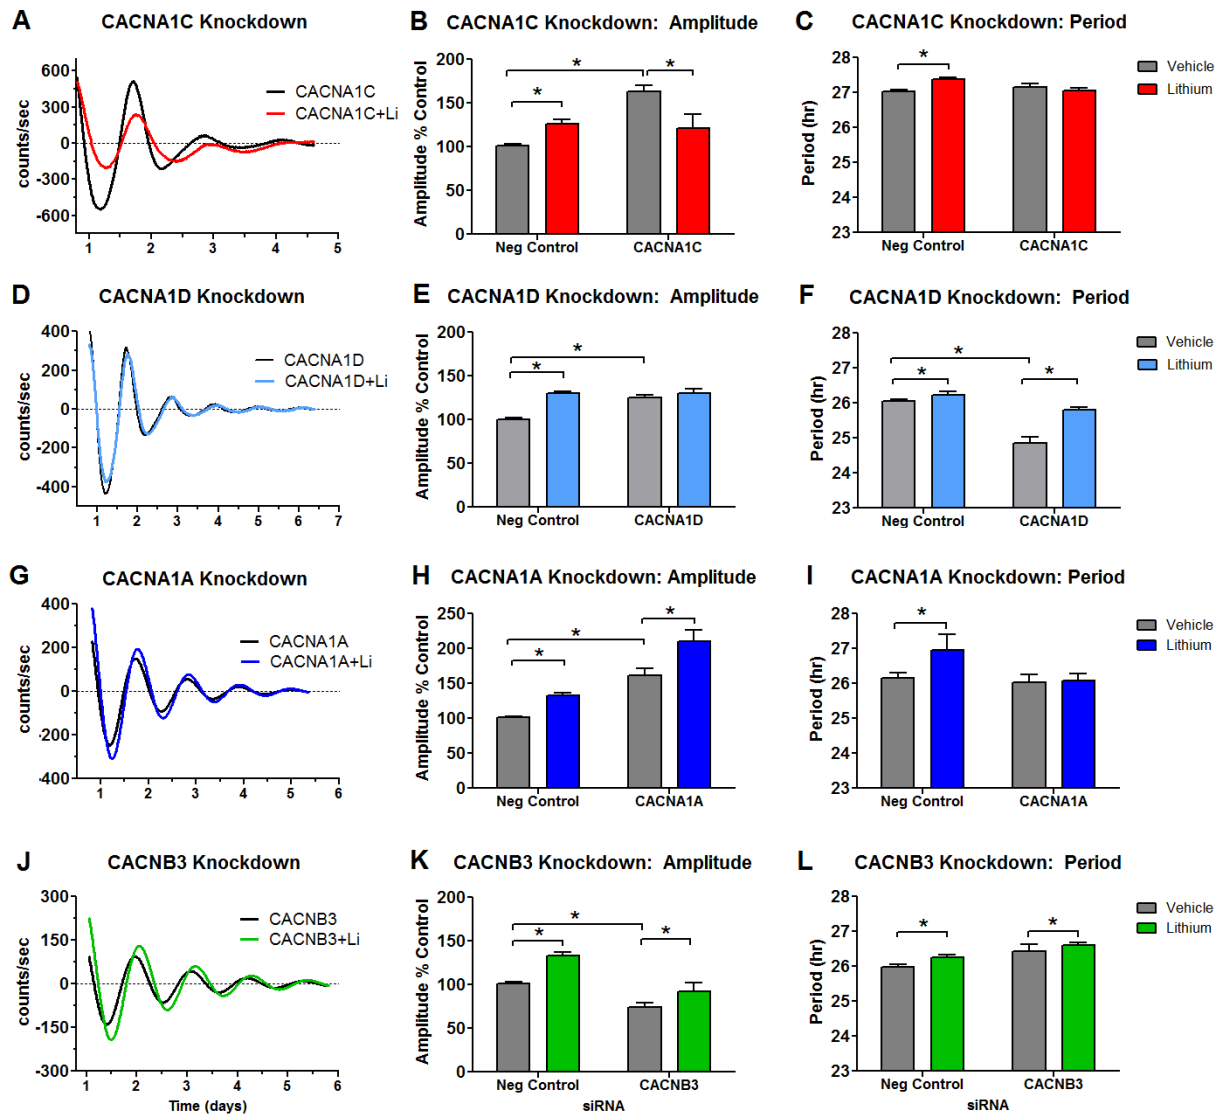 A CACNA1C Knockdown
counts/sec
600
300
0
-300
-600
1 2 3 4 5
CACNA1C
CACNA1C+Li
B CACNA1C Knockdown: Amplitude
Amplitude % Control
200
150
100
50
0
* * *
Neg Control CACNA1C
C CACNA1C Knockdown: Period
Period (hr)
28
27
26
25
24
23
*
Neg Control CACNA1C
Vehicle
Lithium
D CACNA1D Knockdown
counts/sec
400
200
0
-200
-400
1 2 3 4 5 6 7
CACNA1D
CACNA1D+Li
E CACNA1D Knockdown: Amplitude
Amplitude % Control
200
150
100
50
0
* *
Neg Control CACNA1D
F CACNA1D Knockdown: Period
Period (hr)
28
27
26
25
24
23
* * *
Neg Control CACNA1D
Vehicle
Lithium
G CACNA1A Knockdown
counts/sec
400
200
0
-200
-400
1 2 3 4 5 6
CACNA1A
CACNA1A+Li
H CACNA1A Knockdown: Amplitude
Amplitude % Control
250
200
150
100
50
0
* * *
Neg Control CACNA1A
I CACNA1A Knockdown: Period
Period (hr)
28
27
26
25
24
23
*
Neg Control CACNA1A
Vehicle
Lithium
J CACNB3 Knockdown
counts/sec
300
150
0
-150
-300
1 2 3 4 5 6
Time (days)
CACNB3
CACNB3+Li
K CACNB3 Knockdown: Amplitude
Amplitude % Control
200
150
100
50
0
* * *
Neg Control CACNB3
siRNA
L CACNB3 Knockdown: Period
Period (hr)
28
27
26
25
24
23
* *
Neg Control CACNB3
siRNA
Vehicle
Lithium